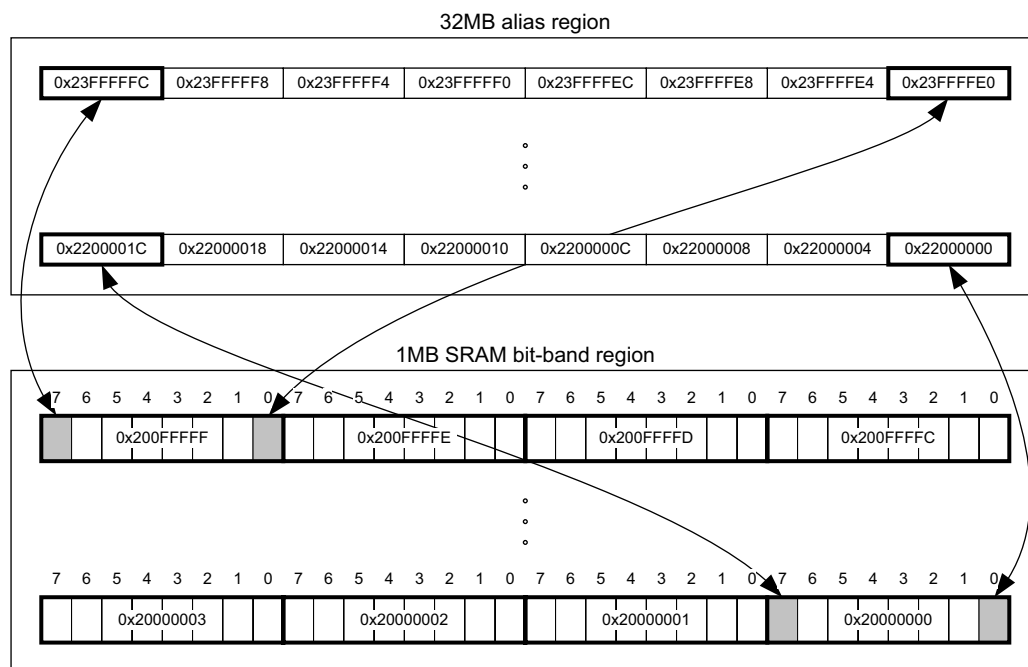 32MB alias region
0x23FFFFFC 0x23FFFFF8 0x23FFFFF4 0x23FFFFF0 0x23FFFFEC 0x23FFFFE8 0x23FFFFE4 0x23FFFFE0
0x2200001C 0x22000018 0x22000014 0x22000010 0x2200000C 0x22000008 0x22000004 0x22000000
1MB SRAM bit-band region
7 6 5 4 3 2 1 0 7 6 5 4 3 2 1 0 7 6 5 4 3 2 1 0 7 6 5 4 3 2 1 0
0x200FFFFF 0x200FFFFE 0x200FFFFD 0x200FFFFC
7 6 5 4 3 2 1 0 7 6 5 4 3 2 1 0 7 6 5 4 3 2 1 0 7 6 5 4 3 2 1 0
0x20000003 0x20000002 0x20000001 0x20000000